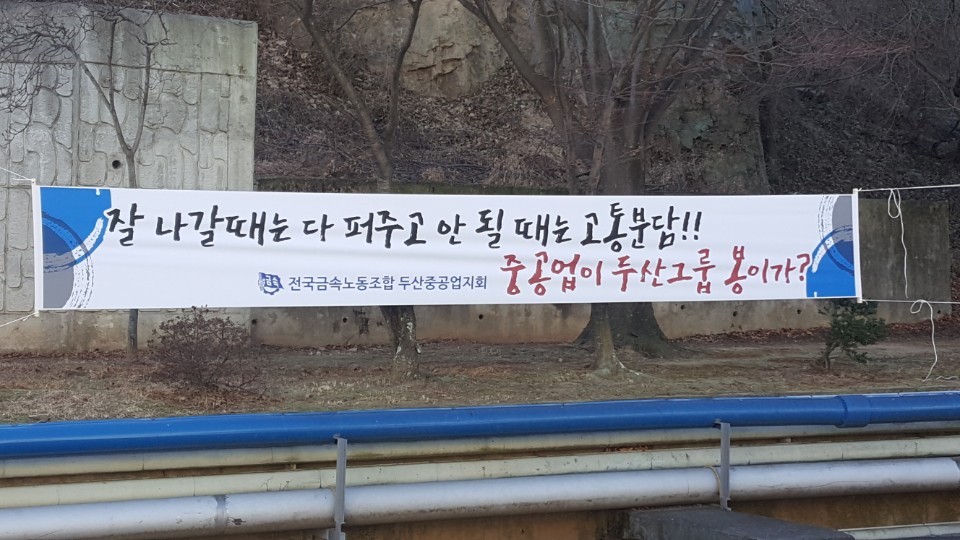 잘 나갈때는 다 퍼주고 안 될 때는 고통분담!!
중공업이 두산그룹 봉이가?
금속 전국금속노동조합 두산중공업지회